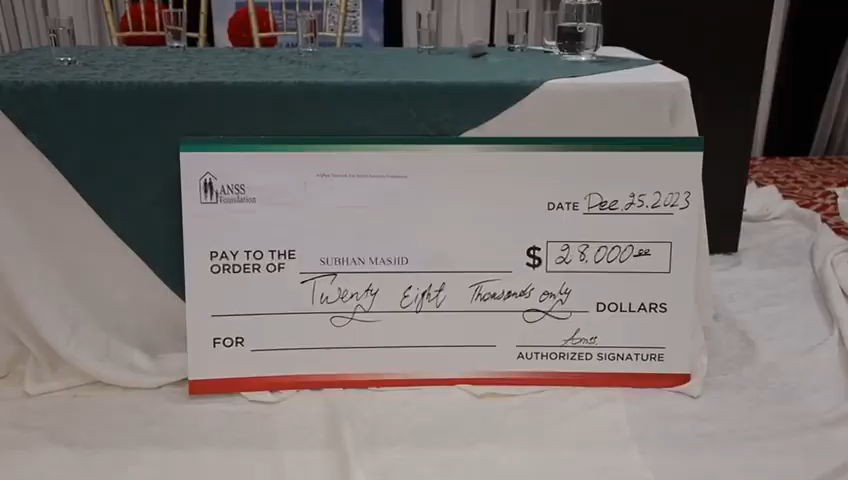 ANSS
Foundation
DATE Dec.25.2023
PAY TO THE
ORDER OF SUBHAN MASJID $ 28,000.00
Twenty Eight Thousands only DOLLARS
FOR
Anss.
AUTHORIZED SIGNATURE